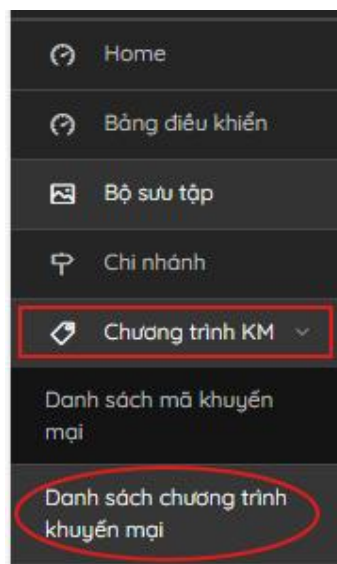 Home
Bảng điều khiển
Bộ sưu tập
Chi nhánh
Chương trình KM
Danh sách mã khuyến
mại
Danh sách chương trình
khuyến mại